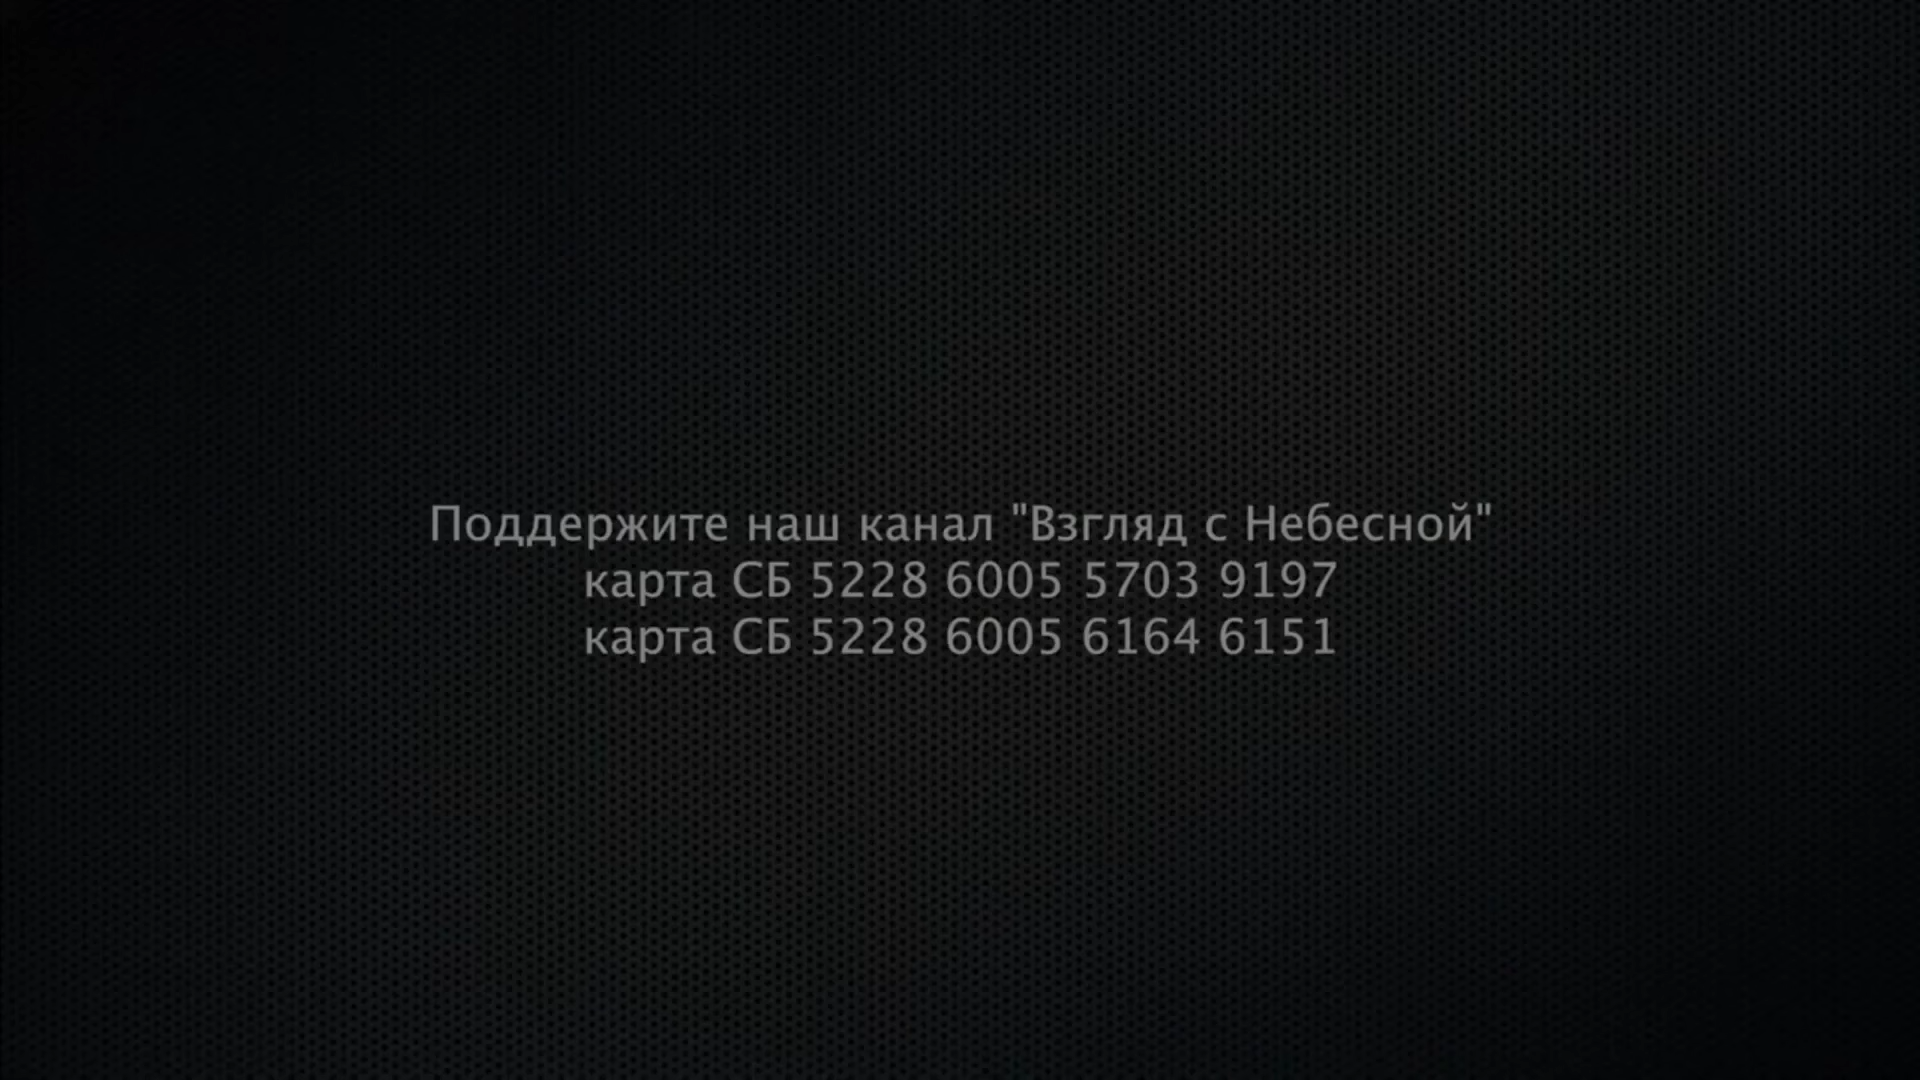 Поддержите наш канал "Взгляд с Небесной"
карта СБ 5228 6005 5703 9197
карта СБ 5228 6005 6164 6151